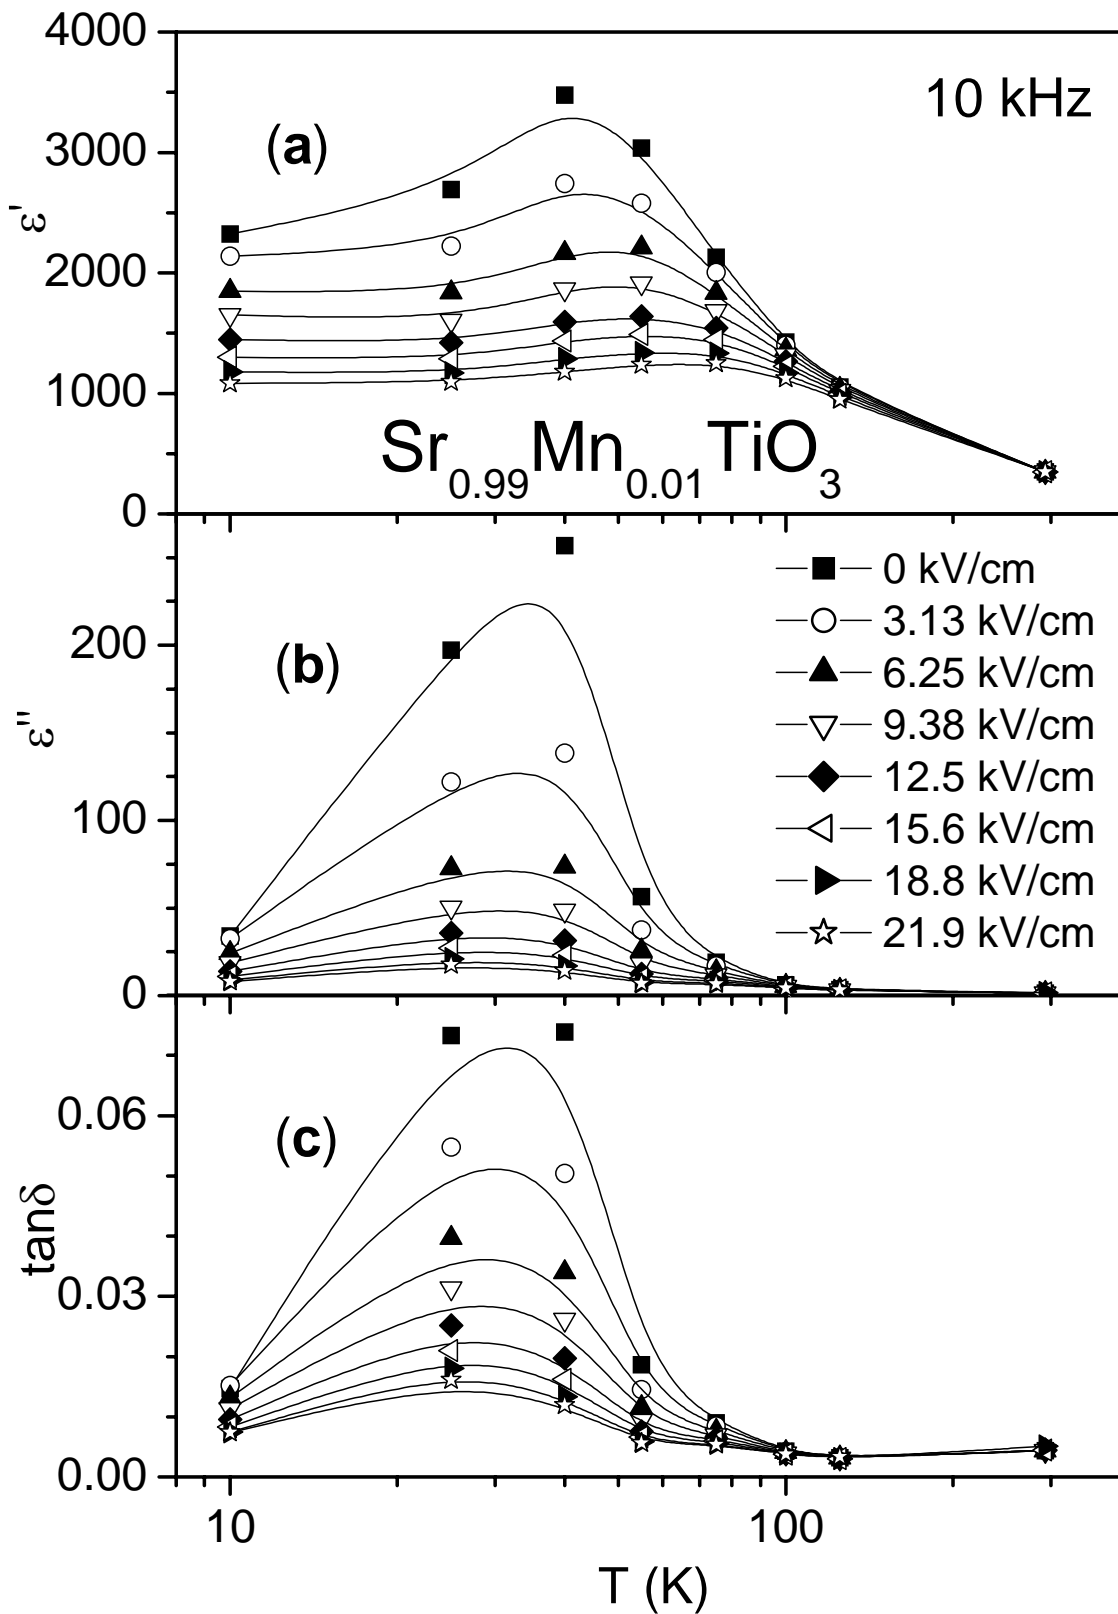 4000
3000
2000
1000
0
ε'
(a)
10 kHz
Sr0.99Mn0.01TiO3
200
100
0
ε''
(b)
0 kV/cm
3.13 kV/cm
6.25 kV/cm
9.38 kV/cm
12.5 kV/cm
15.6 kV/cm
18.8 kV/cm
21.9 kV/cm
0.06
0.03
0.00
tanδ
(c)
10 100
T (K)